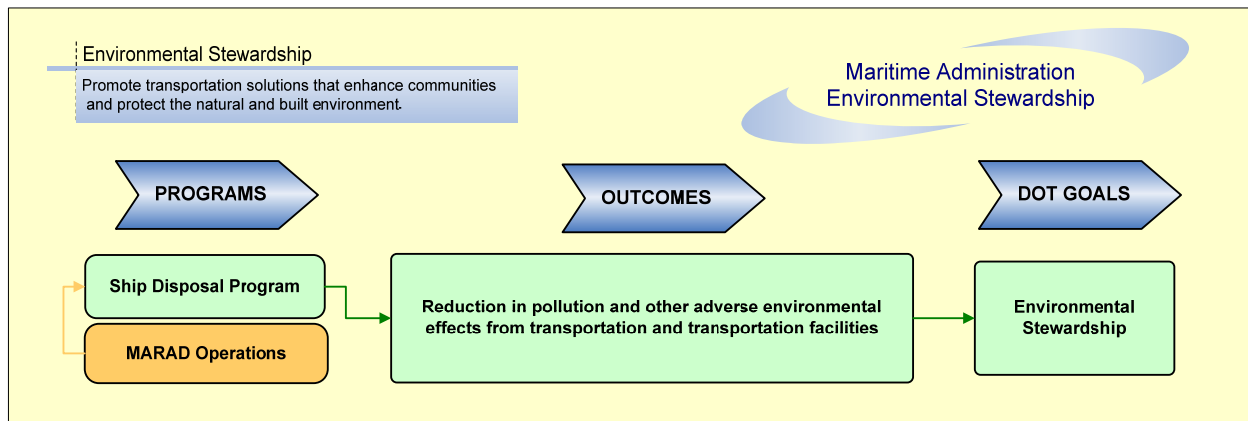 Environmental Stewardship
Promote transportation solutions that enhance communities
and protect the natural and built environment.
Maritime Administration
Environmental Stewardship
PROGRAMS
OUTCOMES
DOT GOALS
Ship Disposal Program
MARAD Operations
Reduction in pollution and other adverse environmental
effects from transportation and transportation facilities
Environmental
Stewardship